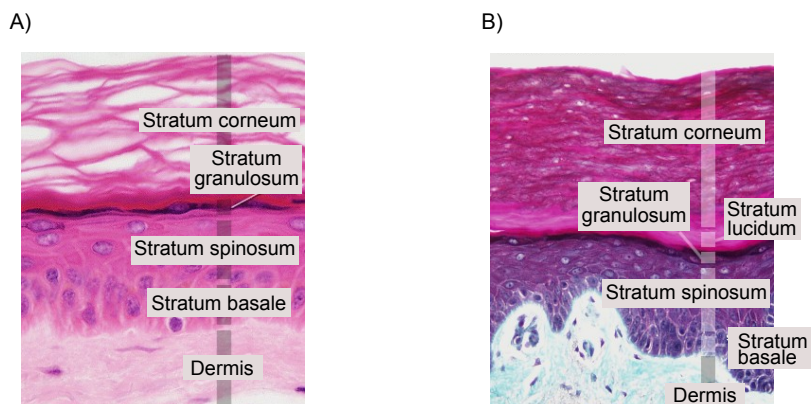 A)
Stratum corneum
Stratum
granulosum
Stratum spinosum
Stratum basale
Dermis
B)
Stratum corneum
Stratum
granulosum
Stratum
lucidum
Stratum spinosum
Stratum
basale
Dermis